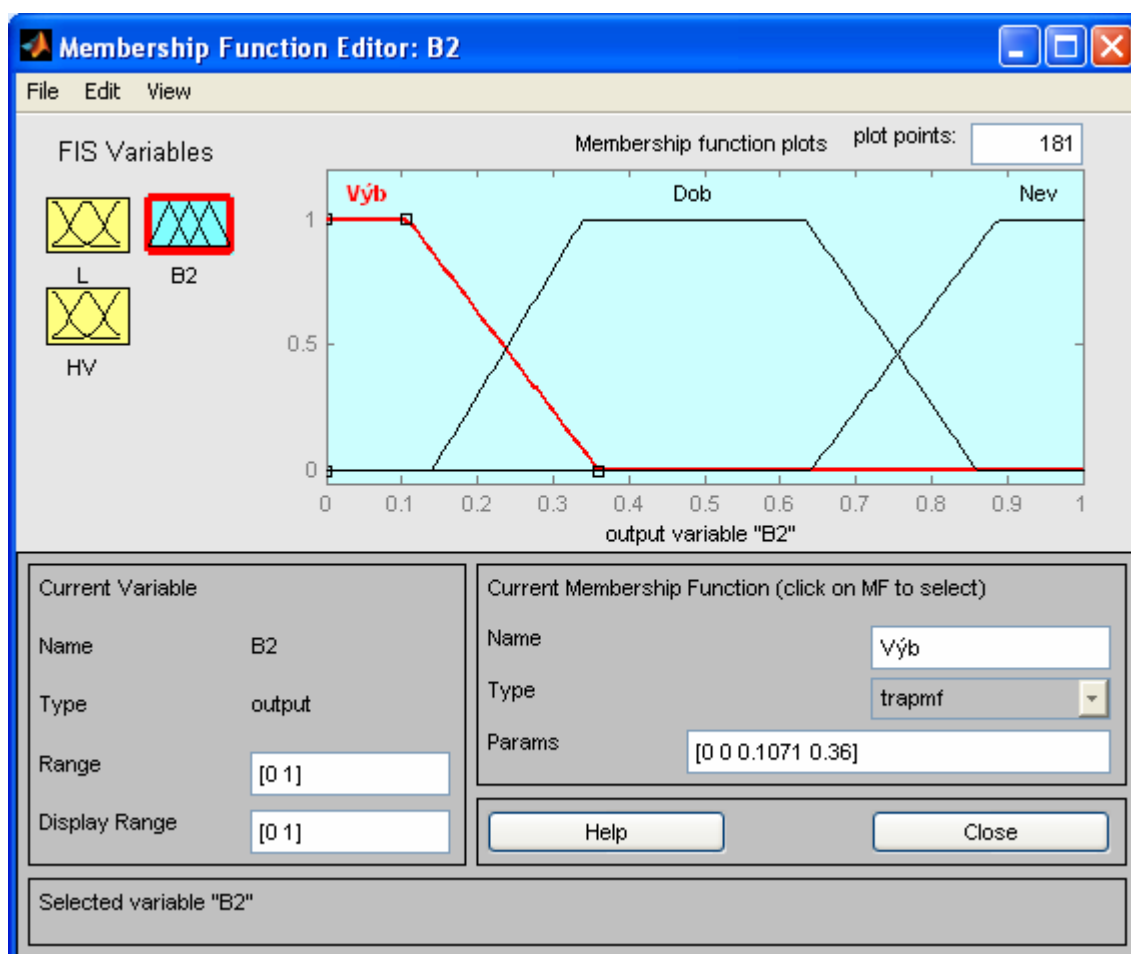 Membership Function Editor: B2
File Edit View
FIS Variables
L
B2
HV
Membership function plots
plot points:
181
Výb
Dob
Nev
1
0.5
0
0 0.1 0.2 0.3 0.4 0.5 0.6 0.7 0.8 0.9 1
output variable "B2"
Current Variable
Name B2
Type output
Range [0 1]
Display Range [0 1]
Current Membership Function (click on MF to select)
Name Výb
Type trapmf
Params [0 0 0.1071 0.36]
Help
Close
Selected variable "B2"